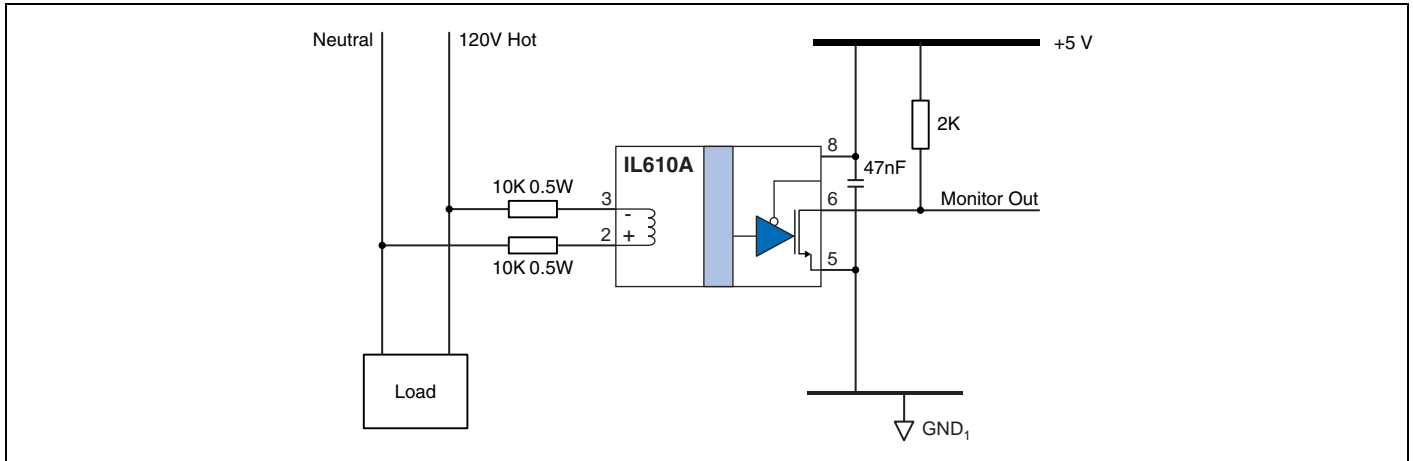 Neutral
120V Hot
+5 V
2K
8
IL610A
47nF
10K 0.5W
3
-
6
Monitor Out
2
+
10K 0.5W
5
Load
GND1